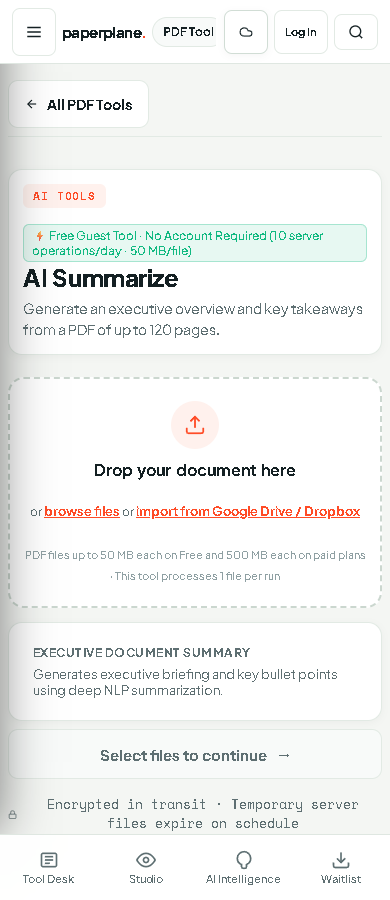 paperplane.
PDF Tool
Log In
All PDF Tools
AI TOOLS
Free Guest Tool · No Account Required (10 server
operations/day · 50 MB/file)
AI Summarize
Generate an executive overview and key takeaways
from a PDF of up to 120 pages.
Drop your document here
or browse files or import from Google Drive / Dropbox
PDF files up to 50 MB each on Free and 500 MB each on paid plans
· This tool processes 1 file per run
EXECUTIVE DOCUMENT SUMMARY
Generates executive briefing and key bullet points
using deep NLP summarization.
Select files to continue →
Encrypted in transit · Temporary server
files expire on schedule
Tool Desk
Studio
AI Intelligence
Waitlist